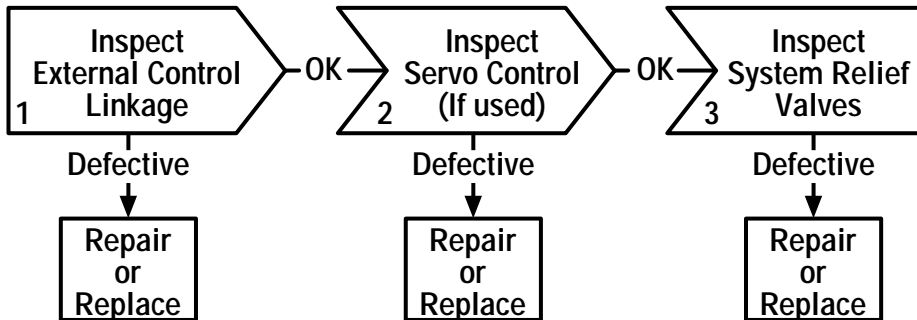 Inspect
External Control
Linkage
1
OK
Inspect
Servo Control
(If used)
2
OK
Inspect
System Relief
Valves
3
Defective
Defective
Defective
Repair
or
Replace
Repair
or
Replace
Repair
or
Replace